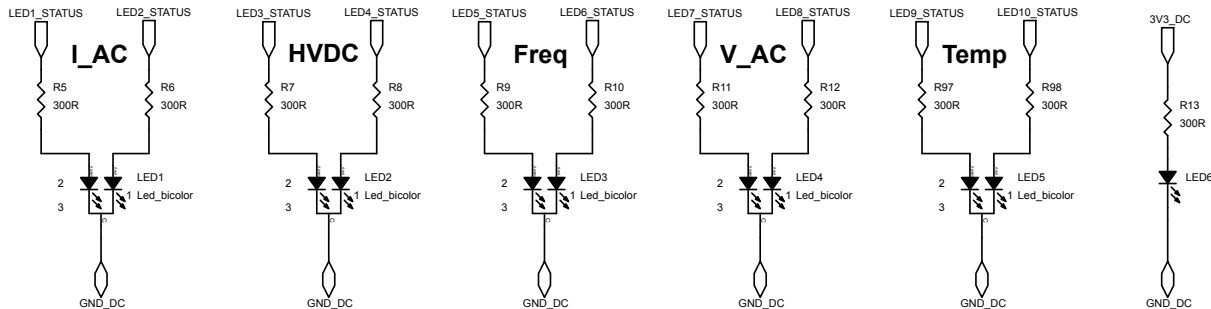 LED1_STATUS LED2_STATUS LED3_STATUS LED4_STATUS LED5_STATUS LED6_STATUS LED7_STATUS LED8_STATUS LED9_STATUS LED10_STATUS 3V3_DC
I_AC HVDC Freq V_AC Temp
R5 R6 R7 R8 R9 R10 R11 R12 R97 R98
300R 300R 300R 300R 300R 300R 300R 300R 300R 300R
R13
300R
LED1 LED2 LED3 LED4 LED5 LED6
2 1 Led_bicolor 2 1 Led_bicolor 2 1 Led_bicolor 2 1 Led_bicolor 2 1 Led_bicolor
3 3 3 3 3
C C C C C
GND_DC GND_DC GND_DC GND_DC GND_DC GND_DC